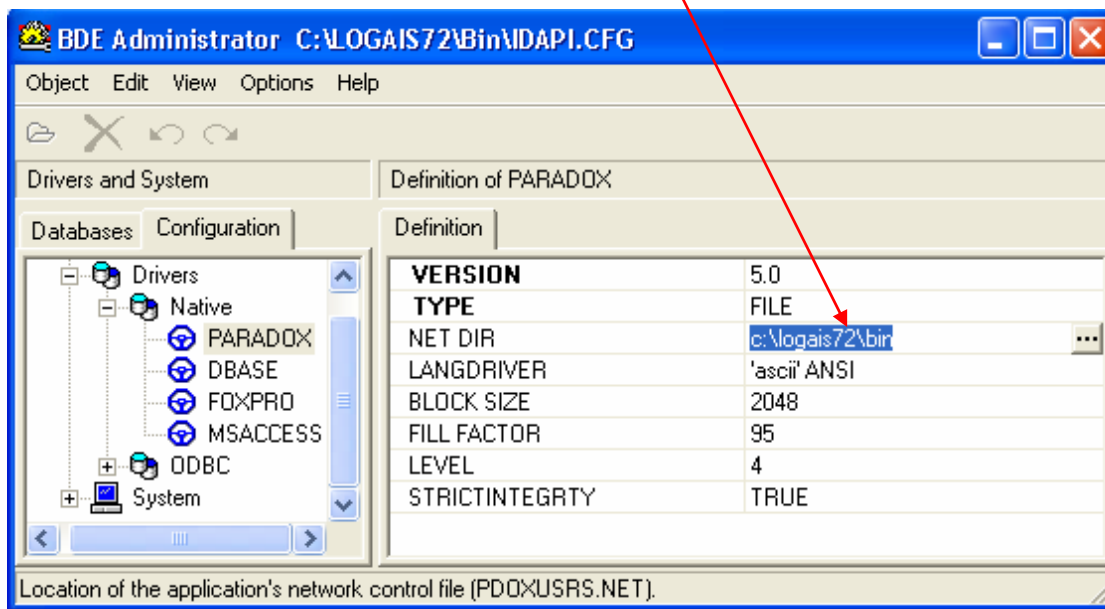 BDE Administrator C:\LOGAIS72\Bin\IDAPI.CFG
Object Edit View Options Help
Drivers and System
Definition of PARADOX
Databases Configuration
Definition
Drivers
Native
PARADOX
DBASE
FOXPRO
MSACCESS
ODBC
System
VERSION 5.0
TYPE FILE
NET DIR c:\logais72\bin ...
LANGDRIVER 'ascii' ANSI
BLOCK SIZE 2048
FILL FACTOR 95
LEVEL 4
STRICTINTEGRTY TRUE
Location of the application's network control file (PDOXUSRS.NET).